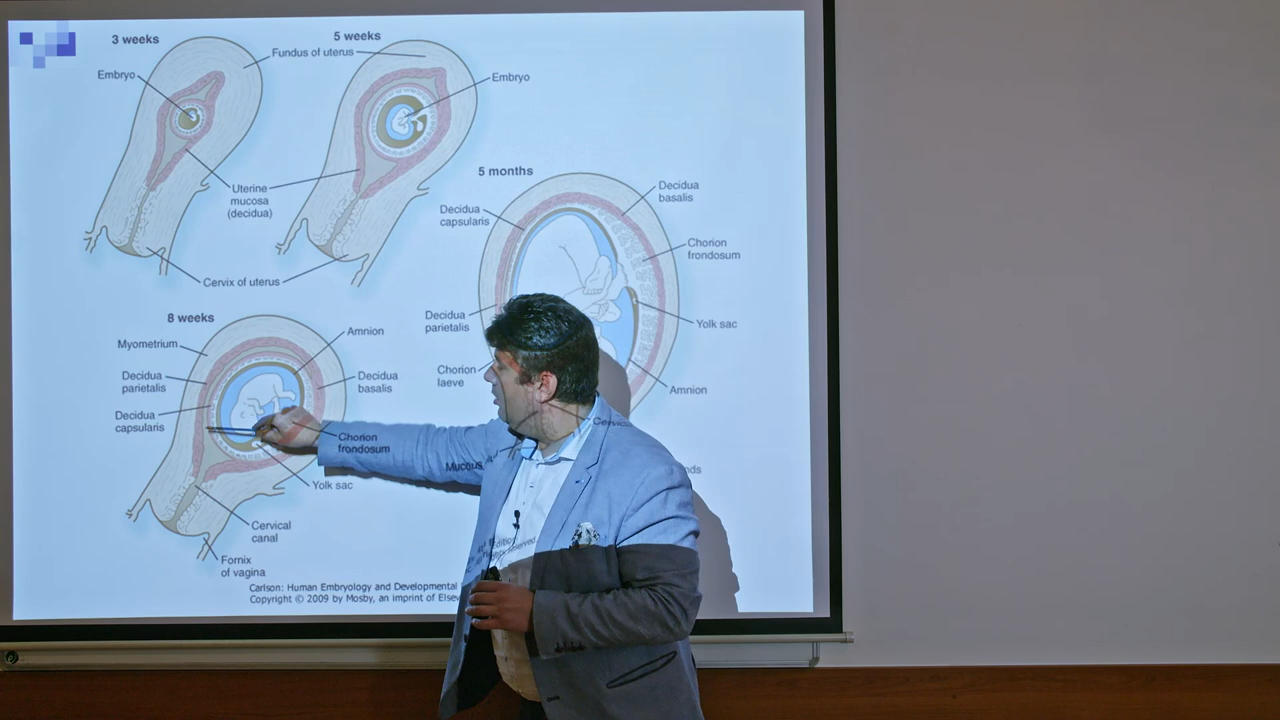 3 weeks
5 weeks
Fundus of uterus
Embryo
Embryo
5 months
Uterine
mucosa
(decidua)
Decidua
basalis
Decidua
capsularis
Chorion
frondosum
Cervix of uterus
8 weeks
Decidua
parietalis
Yolk sac
Myometrium
Amnion
Decidua
parietalis
Decidua
basalis
Chorion
laeve
Amnion
Decidua
capsularis
Chorion
frondosum
Yolk sac
Cervical
canal
Fornix
of vagina
Carlson: Human Embryology and Developmental
Copyright © 2009 by Mosby, an imprint of